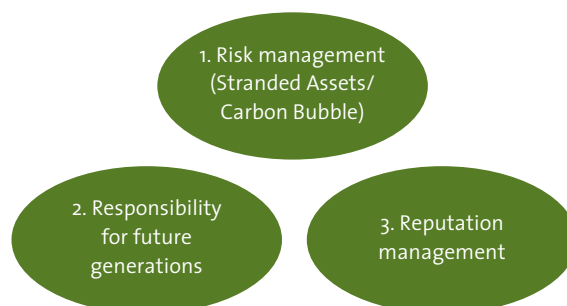 1. Risk management
(Stranded Assets/
Carbon Bubble)
2. Responsibility
for future
generations
3. Reputation
management